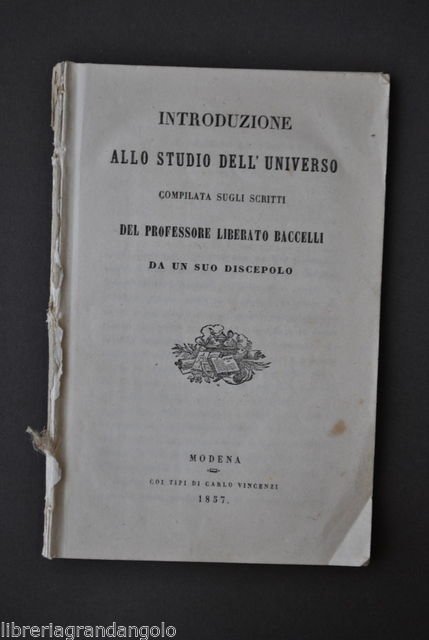 INTRODUZIONE
ALLO STUDIO DELL' UNIVERSO
COMPILATA SUGLI SCRITTI
DEL PROFESSORE LIBERATO BACCELLI
DA UN SUO DISCEPOLO
MODENA
COI TIPI DI CARLO VINCENZI
1857.
libreriagrandangolo